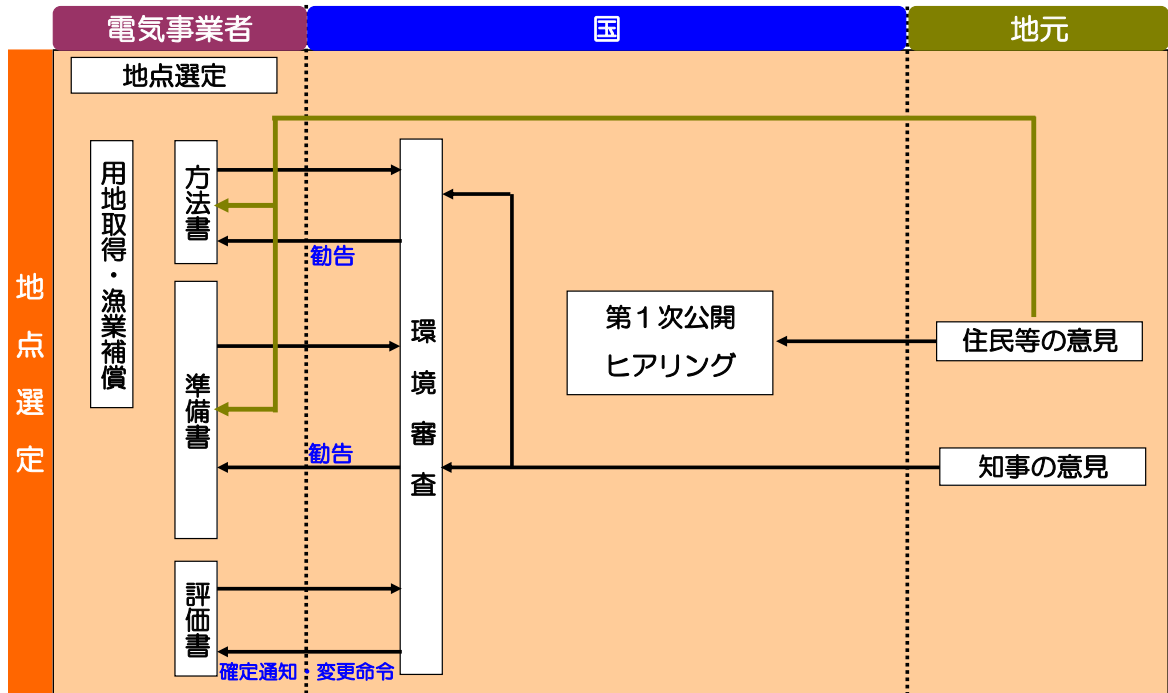 電気事業者
国
地元
地点選定
地点選定
用地取得・漁業補償
方法書
勧告
準備書
勧告
評価書
確定通知・変更命令
環境審査
第１次公開
ヒアリング
住民等の意見
知事の意見